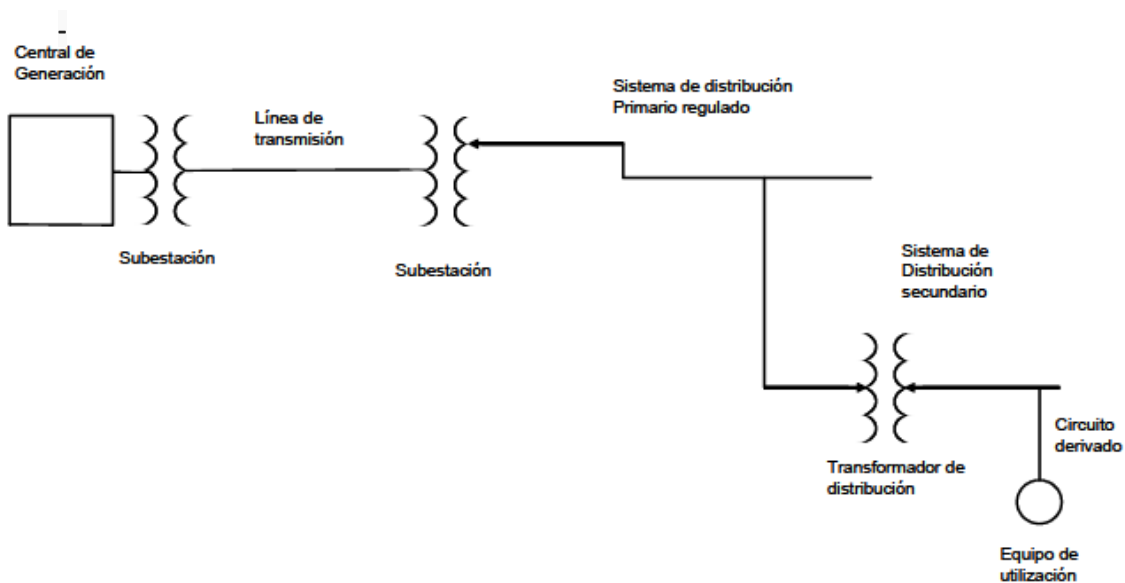 Central de
Generación
Línea de
transmisión
Sistema de distribución
Primario regulado
Subestación
Subestación
Sistema de
Distribución
secundario
Circuito
derivado
Transformador de
distribución
Equipo de
utilización